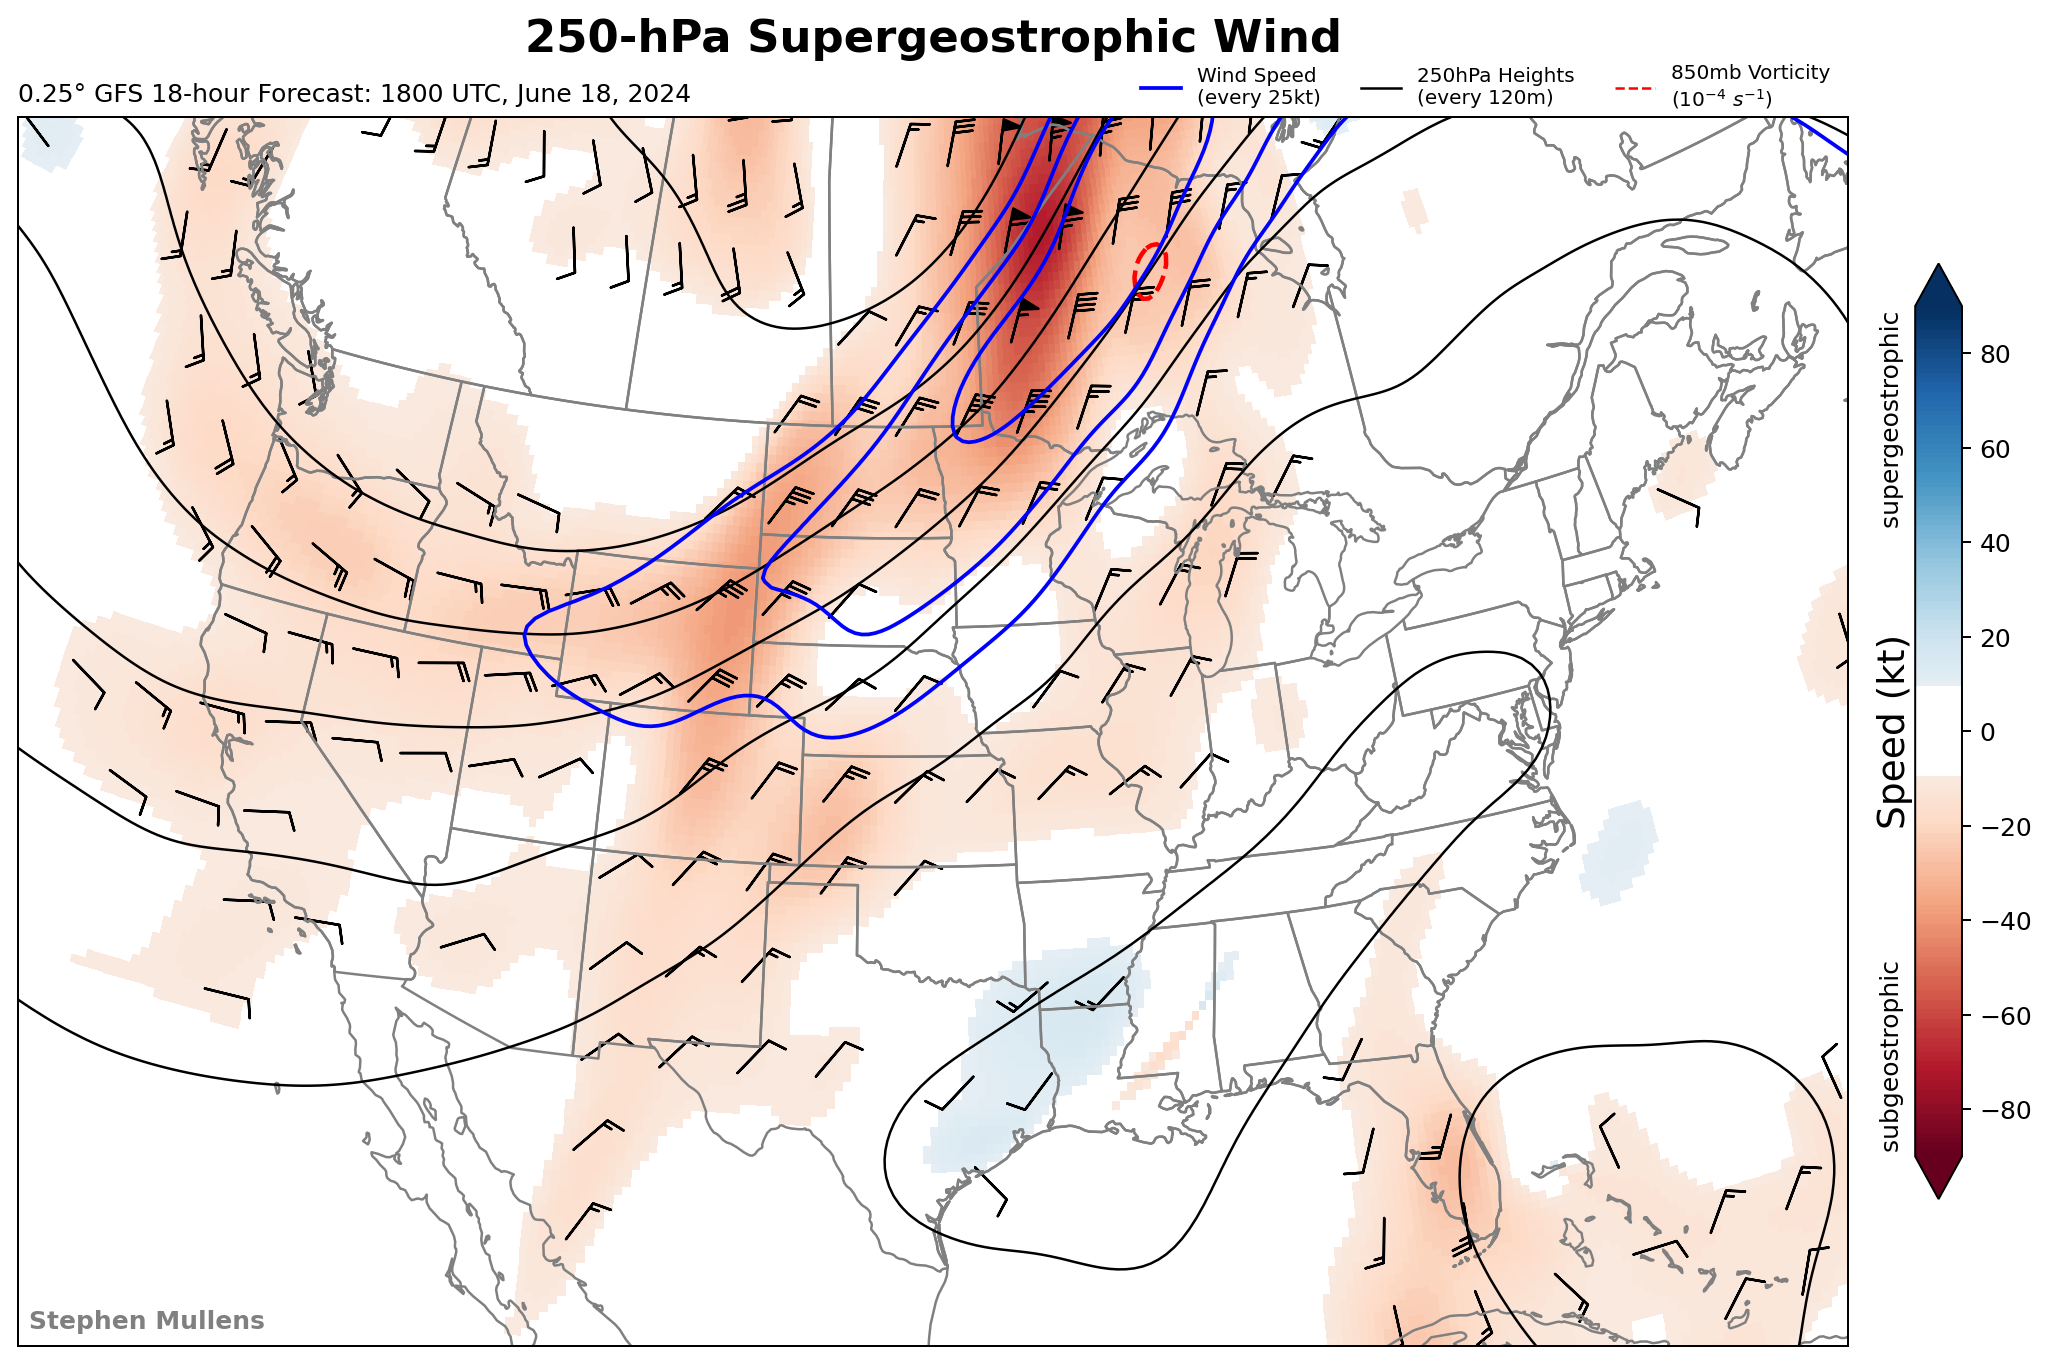 250-hPa Supergeostrophic Wind
0.25° GFS 18-hour Forecast: 1800 UTC, June 18, 2024
Wind Speed
(every 25kt)
250hPa Heights
(every 120m)
850mb Vorticity
(10⁻⁴ s⁻¹)
supergeostrophic
Speed (kt)
subgeostrophic
80
60
40
20
0
−20
−40
−60
−80
Stephen Mullens